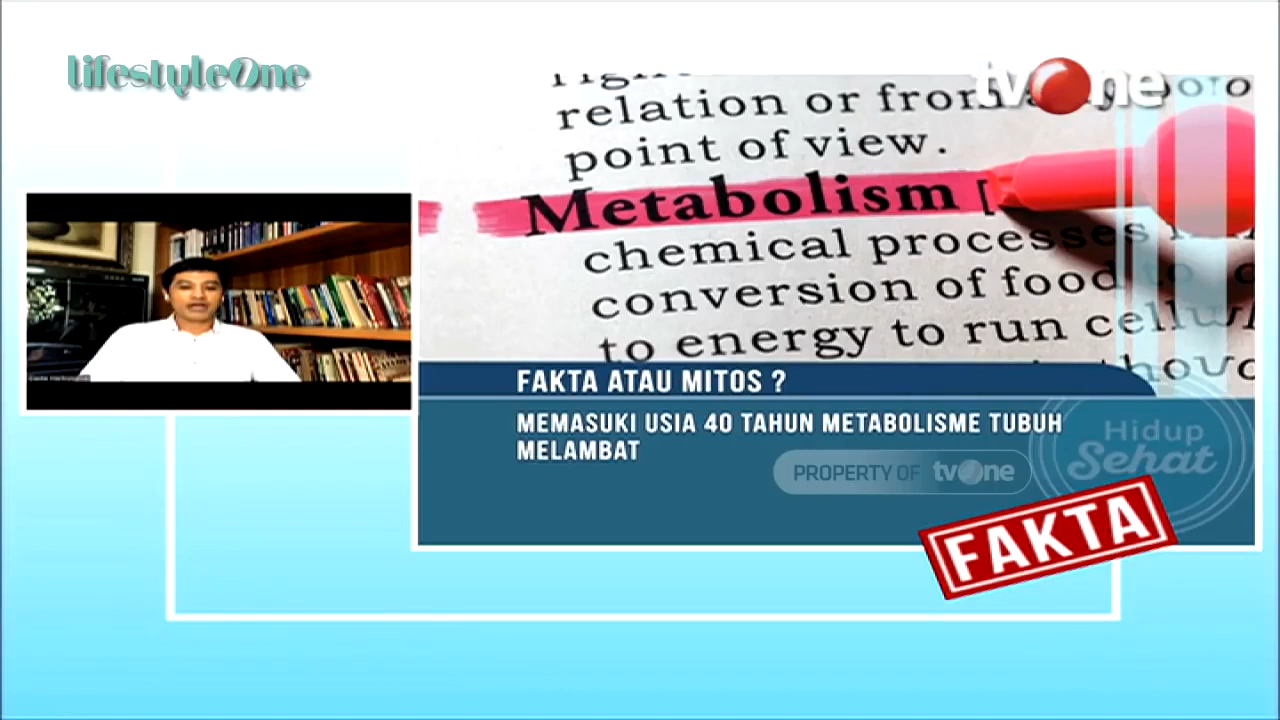 lifestyleOne
tvOne
relation or from
point of view.
Metabolism [
chemical processes
conversion of food
to energy to run
FAKTA ATAU MITOS ?
MEMASUKI USIA 40 TAHUN METABOLISME TUBUH
MELAMBAT
Hidup
Sehat
PROPERTY OF tvOne
FAKTA